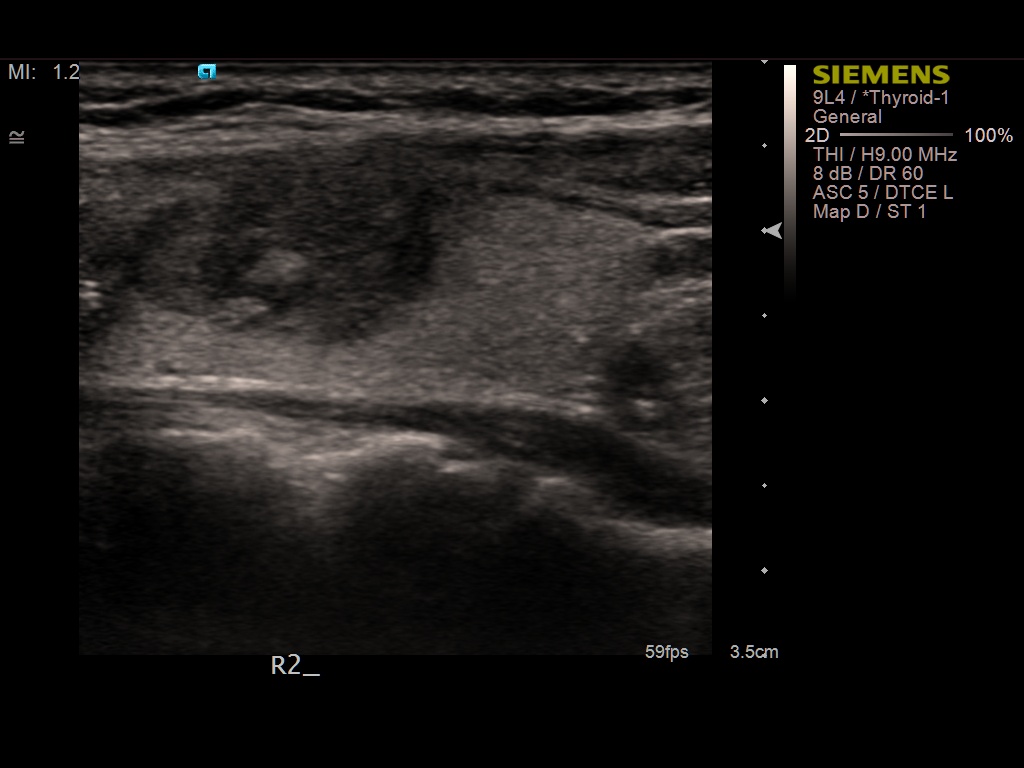 MI: 1.2
SIEMENS
9L4 / *Thyroid-1
General
2D 100%
THI / H9.00 MHz
8 dB / DR 60
ASC 5 / DTCE L
Map D / ST 1
59fps 3.5cm
R2_